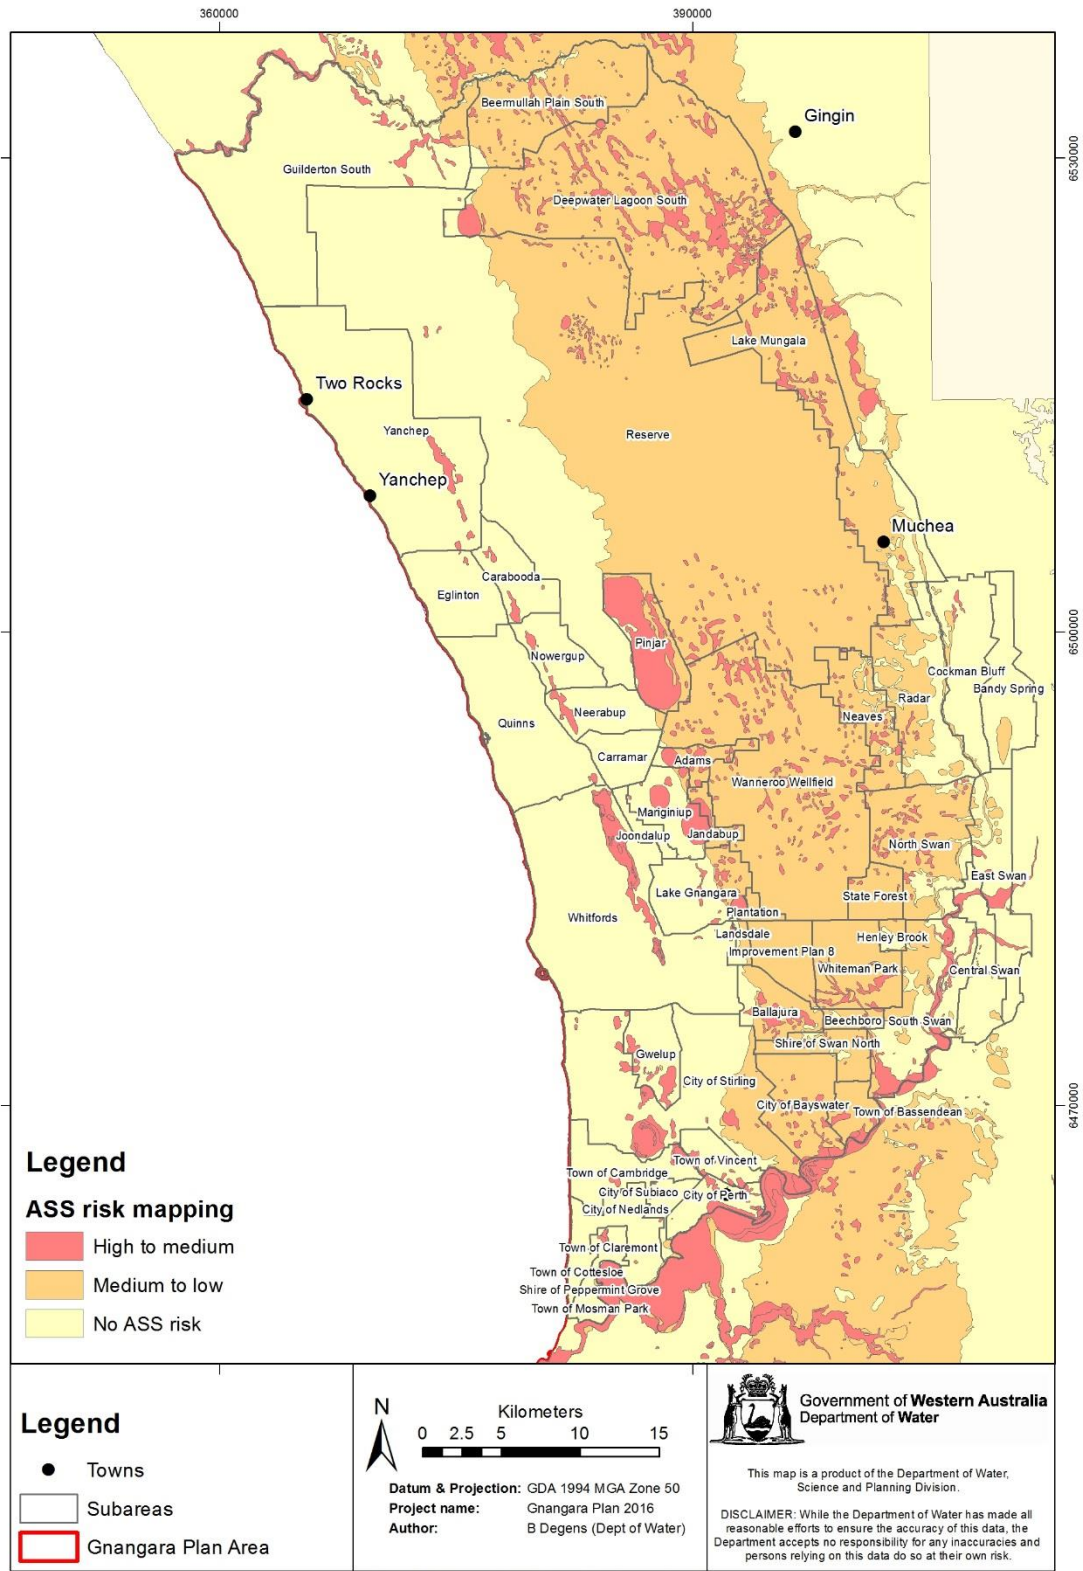 360000
390000
6530000
6500000
6470000
Beermullah Plain South
Gingin
Guilderton South
Deepwater Lagoon South
Lake Mungala
Two Rocks
Yanchep
Reserve
Yanchep
Muchea
Carabooda
Eglinton
Pinjar
Nowergup
Cockman Bluff
Bandy Spring
Radar
Neaves
Neerabup
Quinns
Carramar
Adams
Wanneroo Wellfield
Mariginiup
Joondalup
Jandabup
North Swan
East Swan
Lake Gnangara
State Forest
Plantation
Whitfords
Landsdale
Henley Brook
Improvement Plan 8
Whiteman Park
Central Swan
Ballajura
Beechboro
South Swan
Shire of Swan North
Gwelup
City of Stirling
City of Bayswater
Town of Bassendean
Town of Vincent
Town of Cambridge
City of Subiaco
City of Perth
City of Nedlands
Town of Claremont
Town of Cottesloe
Shire of Peppermint Grove
Town of Mosman Park
Legend
ASS risk mapping
High to medium
Medium to low
No ASS risk
Legend
Towns
Subareas
Gnangara Plan Area
N
Kilometers
0 2.5 5 10 15
Datum & Projection: GDA 1994 MGA Zone 50
Project name: Gnangara Plan 2016
Author: B Degens (Dept of Water)
Government of Western Australia
Department of Water
This map is a product of the Department of Water,
Science and Planning Division.
DISCLAIMER: While the Department of Water has made all
reasonable efforts to ensure the accuracy of this data, the
Department accepts no responsibility for any inaccuracies and
persons relying on this data do so at their own risk.